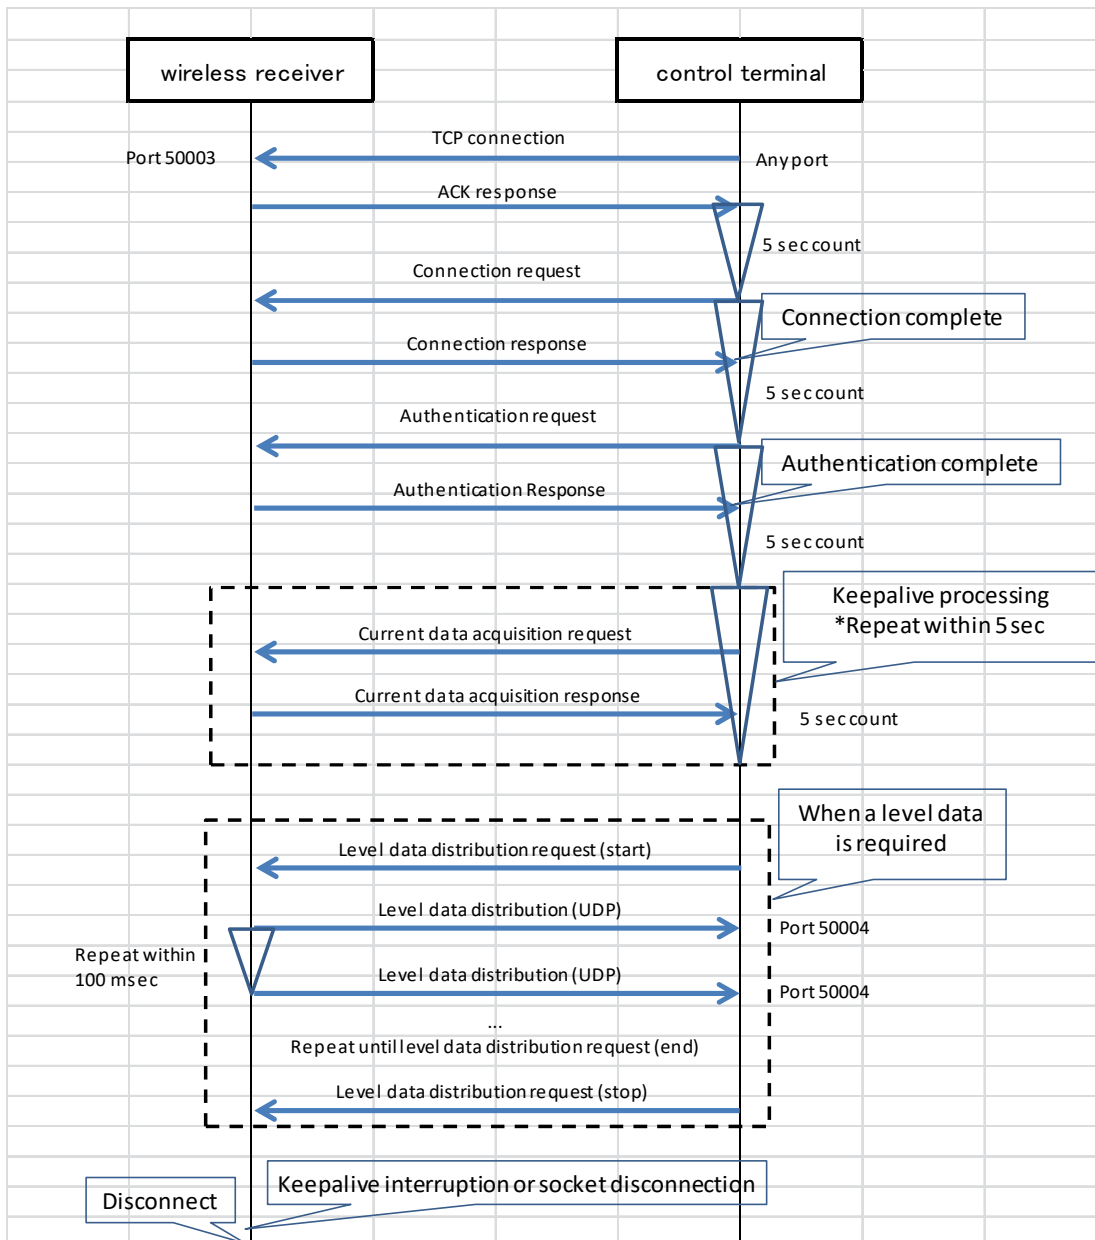 wireless receiver
control terminal
TCP connection
Port 50003
Any port
ACK response
5 sec count
Connection request
Connection complete
Connection response
5 sec count
Authentication request
Authentication complete
Authentication Response
5 sec count
Keepalive processing
*Repeat within 5 sec
Current data acquisition request
Current data acquisition response
5 sec count
When a level data
is required
Level data distribution request (start)
Level data distribution (UDP)
Port 50004
Repeat within
100 msec
Level data distribution (UDP)
Port 50004
...
Repeat until level data distribution request (end)
Level data distribution request (stop)
Keepalive interruption or socket disconnection
Disconnect